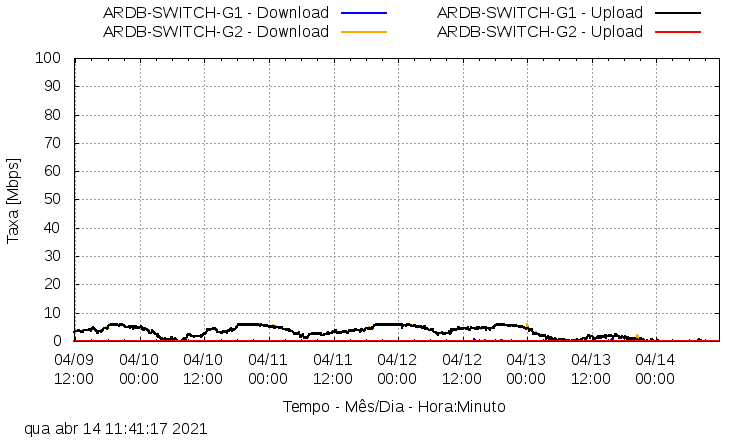 ARDB-SWITCH-G1 - Download ARDB-SWITCH-G1 - Upload
ARDB-SWITCH-G2 - Download ARDB-SWITCH-G2 - Upload
100
90
80
70
60
50
40
30
20
10
0
Taxa [Mbps]
04/09 04/10 04/10 04/11 04/11 04/12 04/12 04/13 04/13 04/14
12:00 00:00 12:00 00:00 12:00 00:00 12:00 00:00 12:00 00:00
Tempo - Mês/Dia - Hora:Minuto
qua abr 14 11:41:17 2021